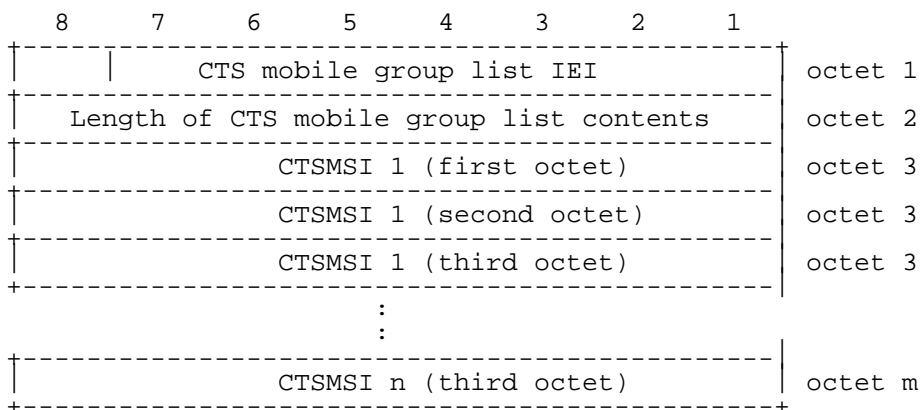 8 7 6 5 4 3 2 1
CTS mobile group list IEI octet 1
Length of CTS mobile group list contents octet 2
CTSMSI 1 (first octet) octet 3
CTSMSI 1 (second octet) octet 3
CTSMSI 1 (third octet) octet 3
:
:
CTSMSI n (third octet) octet m